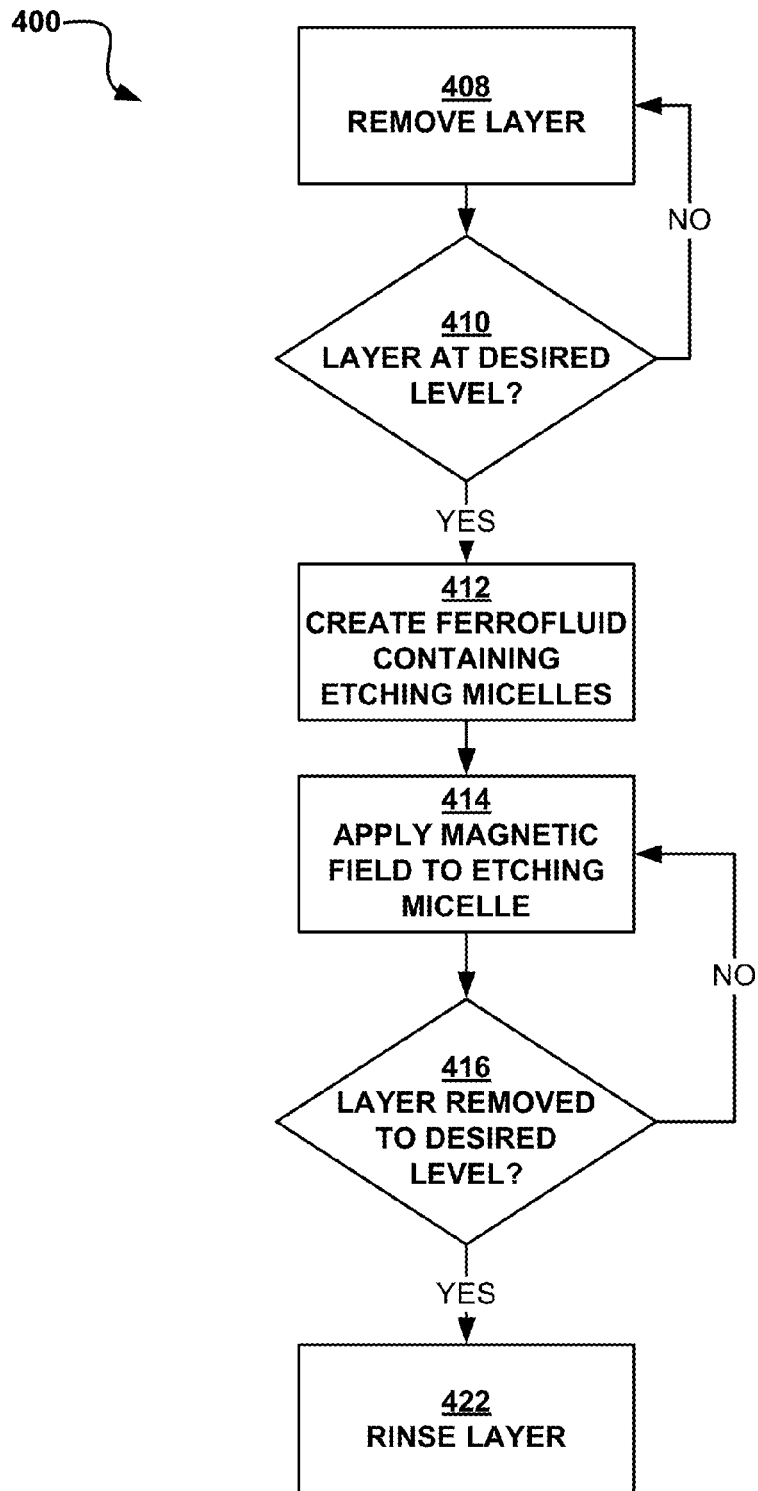 400
408
REMOVE LAYER
NO
410
LAYER AT DESIRED
LEVEL?
YES
412
CREATE FERROFLUID
CONTAINING
ETCHING MICELLES
414
APPLY MAGNETIC
FIELD TO ETCHING
MICELLE
NO
416
LAYER REMOVED
TO DESIRED
LEVEL?
YES
422
RINSE LAYER